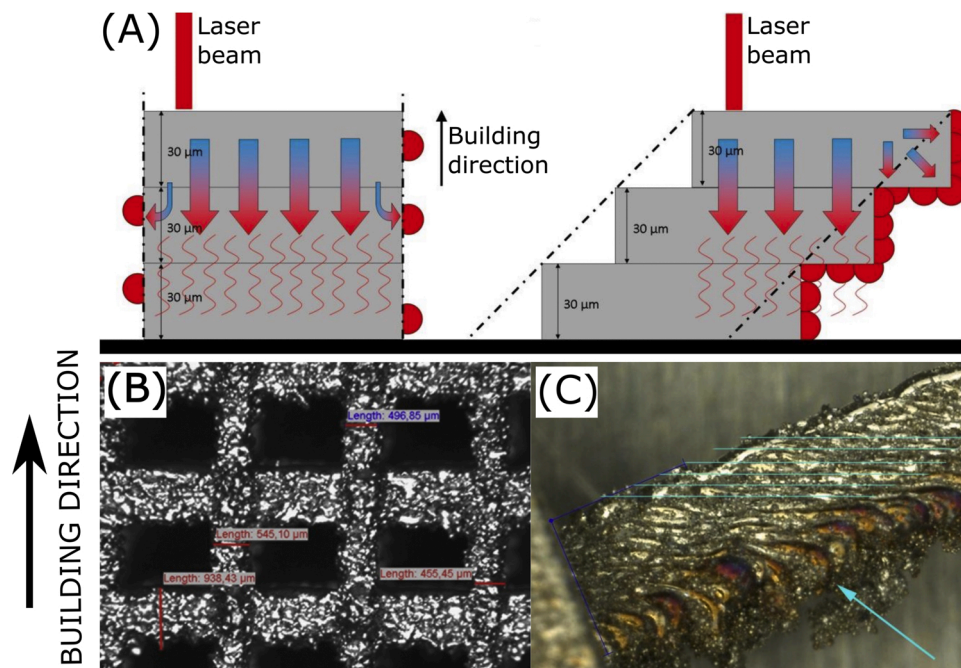 (A)
Laser
beam
Laser
beam
Building
direction
30 µm
30 µm
30 µm
30 µm
30 µm
30 µm
BUILDING DIRECTION
(B)
Length: 496,85 µm
Length: 545,10 µm
Length: 938,43 µm
Length: 455,45 µm
(C)